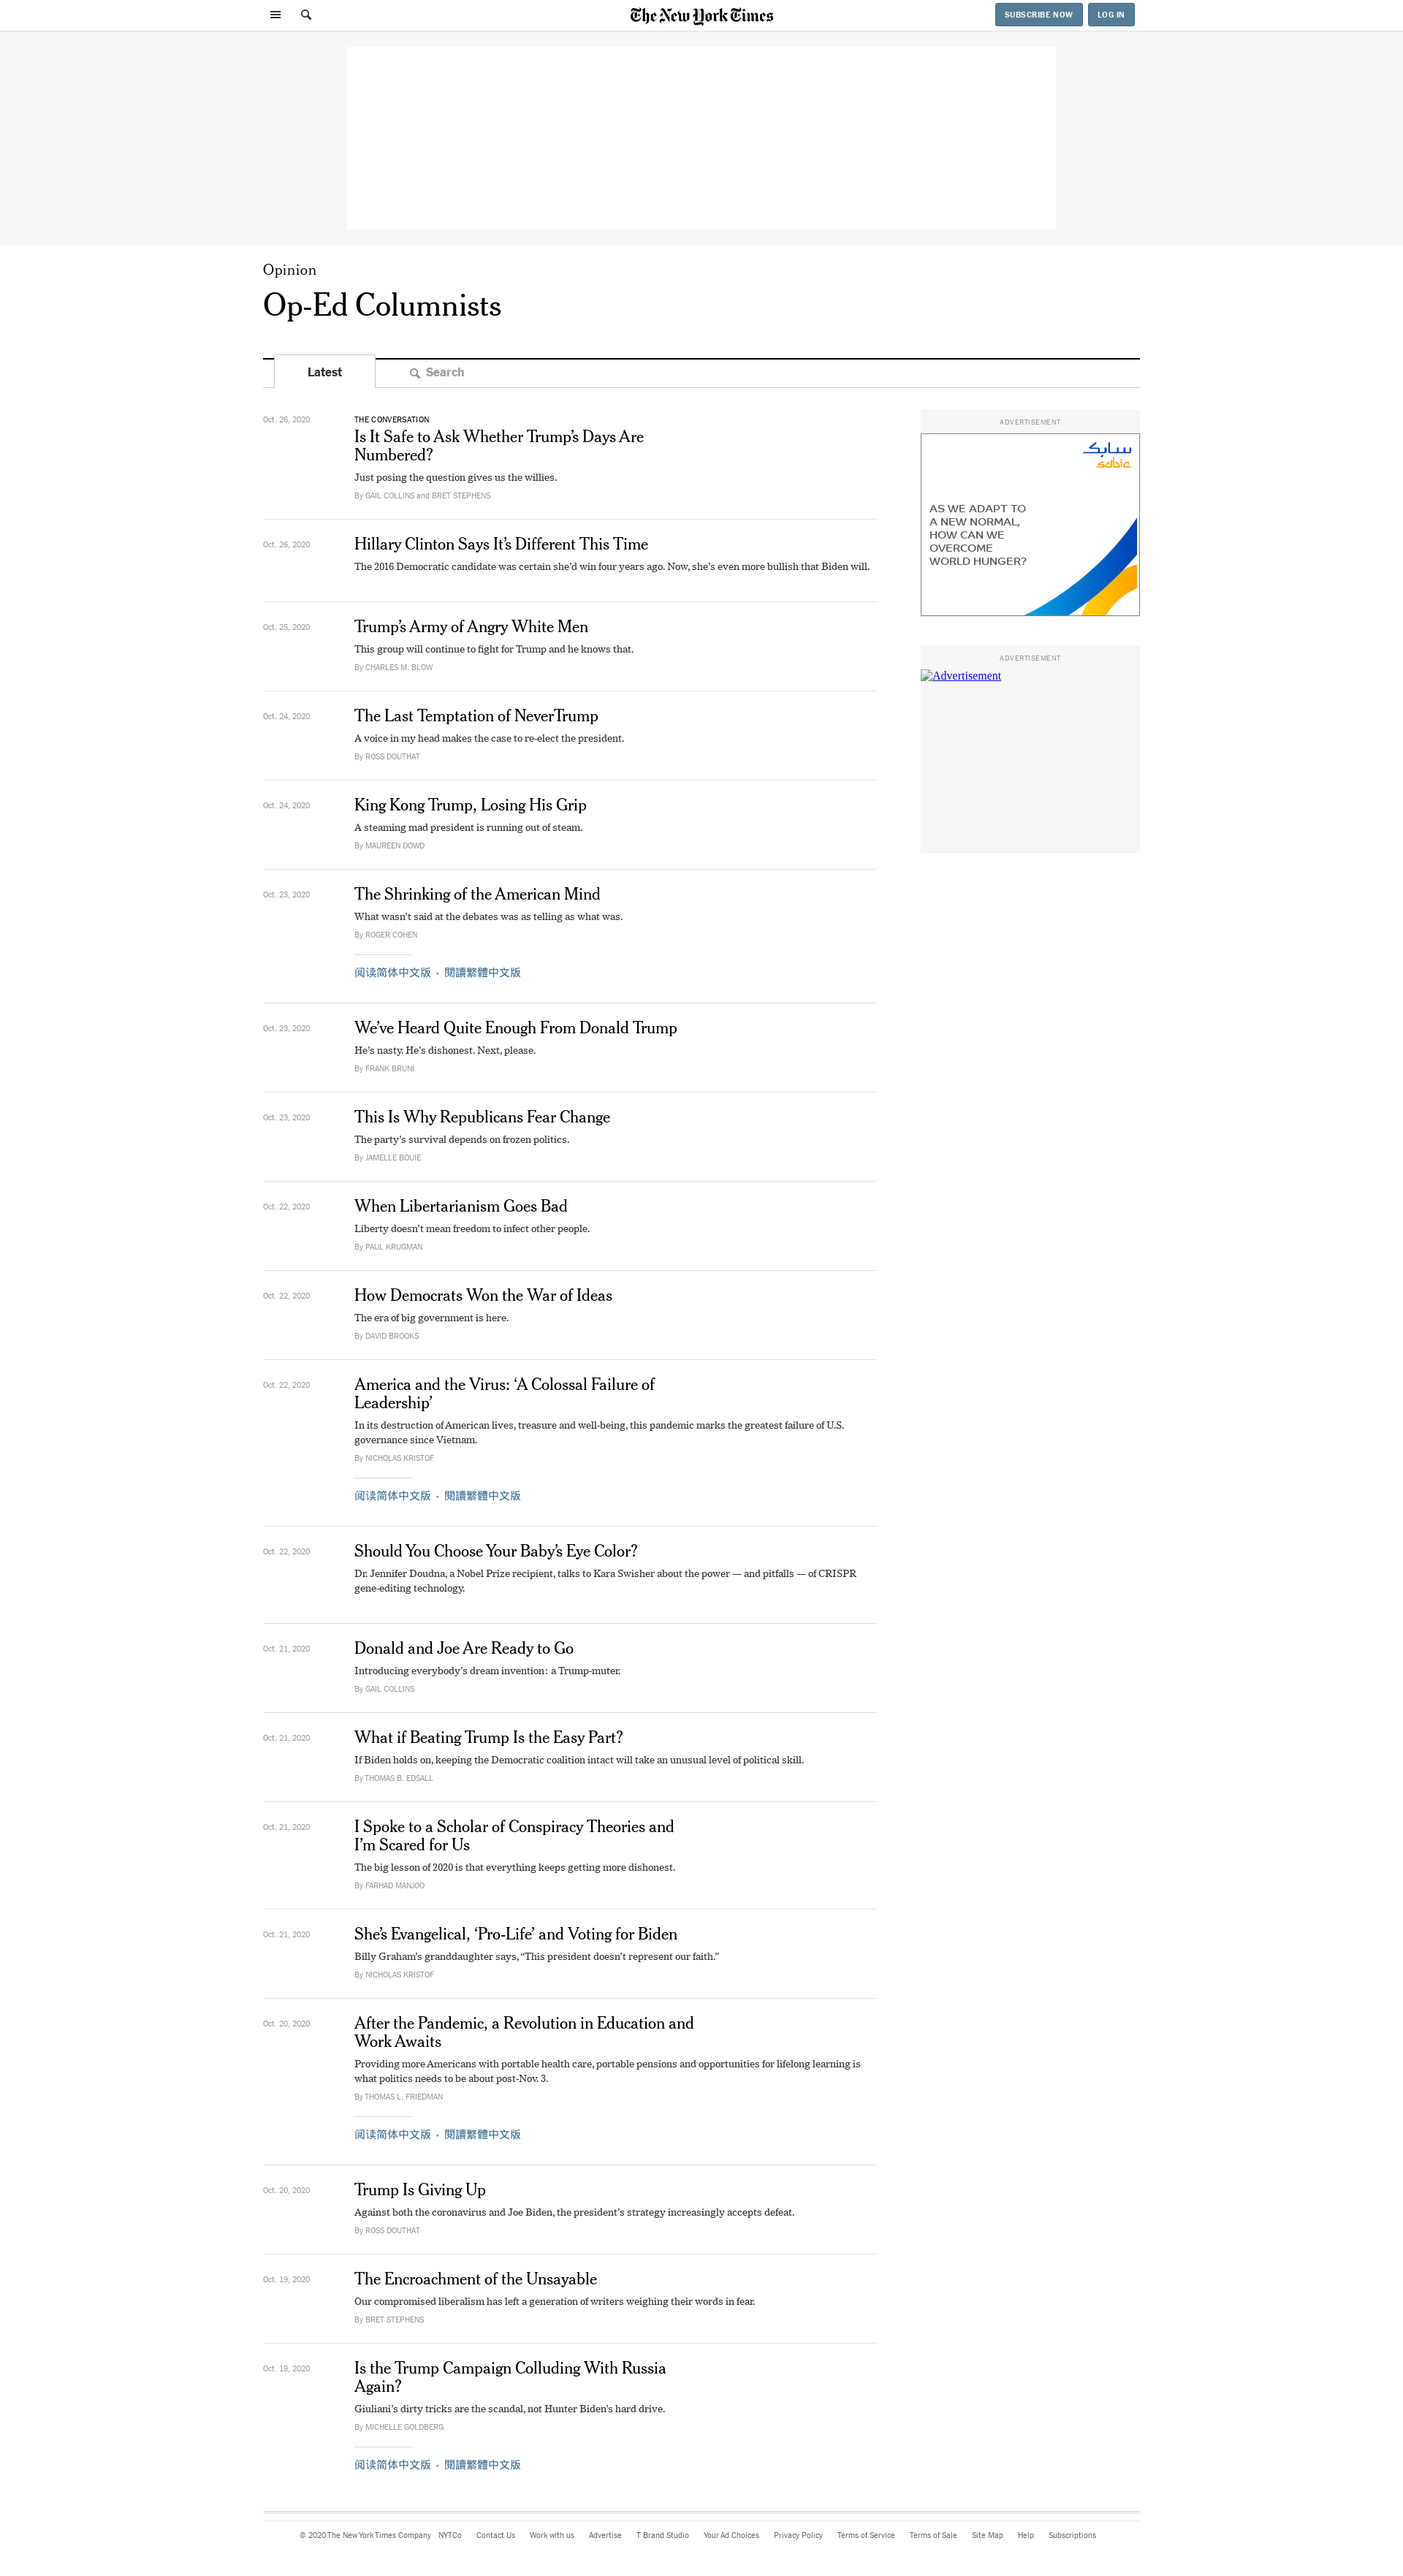 The New York Times
SUBSCRIBE NOW
LOG IN
Opinion
Op-Ed Columnists
Latest
Search
Oct. 26, 2020
THE CONVERSATION
Is It Safe to Ask Whether Trump’s Days Are
Numbered?
Just posing the question gives us the willies.
By GAIL COLLINS and BRET STEPHENS
Oct. 26, 2020
Hillary Clinton Says It’s Different This Time
The 2016 Democratic candidate was certain she’d win four years ago. Now, she’s even more bullish that Biden will.
Oct. 25, 2020
Trump’s Army of Angry White Men
This group will continue to fight for Trump and he knows that.
By CHARLES M. BLOW
Oct. 24, 2020
The Last Temptation of NeverTrump
A voice in my head makes the case to re-elect the president.
By ROSS DOUTHAT
Oct. 24, 2020
King Kong Trump, Losing His Grip
A steaming mad president is running out of steam.
By MAUREEN DOWD
Oct. 23, 2020
The Shrinking of the American Mind
What wasn’t said at the debates was as telling as what was.
By ROGER COHEN
阅读简体中文版 • 閱讀繁體中文版
Oct. 23, 2020
We’ve Heard Quite Enough From Donald Trump
He’s nasty. He’s dishonest. Next, please.
By FRANK BRUNI
Oct. 23, 2020
This Is Why Republicans Fear Change
The party’s survival depends on frozen politics.
By JAMELLE BOUIE
Oct. 22, 2020
When Libertarianism Goes Bad
Liberty doesn’t mean freedom to infect other people.
By PAUL KRUGMAN
Oct. 22, 2020
How Democrats Won the War of Ideas
The era of big government is here.
By DAVID BROOKS
Oct. 22, 2020
America and the Virus: ‘A Colossal Failure of
Leadership’
In its destruction of American lives, treasure and well-being, this pandemic marks the greatest failure of U.S.
governance since Vietnam.
By NICHOLAS KRISTOF
阅读简体中文版 • 閱讀繁體中文版
Oct. 22, 2020
Should You Choose Your Baby’s Eye Color?
Dr. Jennifer Doudna, a Nobel Prize recipient, talks to Kara Swisher about the power — and pitfalls — of CRISPR
gene-editing technology.
Oct. 21, 2020
Donald and Joe Are Ready to Go
Introducing everybody’s dream invention: a Trump-muter.
By GAIL COLLINS
Oct. 21, 2020
What if Beating Trump Is the Easy Part?
If Biden holds on, keeping the Democratic coalition intact will take an unusual level of political skill.
By THOMAS B. EDSALL
Oct. 21, 2020
I Spoke to a Scholar of Conspiracy Theories and
I’m Scared for Us
The big lesson of 2020 is that everything keeps getting more dishonest.
By FARHAD MANJOO
Oct. 21, 2020
She’s Evangelical, ‘Pro-Life’ and Voting for Biden
Billy Graham’s granddaughter says, “This president doesn’t represent our faith.”
By NICHOLAS KRISTOF
Oct. 20, 2020
After the Pandemic, a Revolution in Education and
Work Awaits
Providing more Americans with portable health care, portable pensions and opportunities for lifelong learning is
what politics needs to be about post-Nov. 3.
By THOMAS L. FRIEDMAN
阅读简体中文版 • 閱讀繁體中文版
Oct. 20, 2020
Trump Is Giving Up
Against both the coronavirus and Joe Biden, the president’s strategy increasingly accepts defeat.
By ROSS DOUTHAT
Oct. 19, 2020
The Encroachment of the Unsayable
Our compromised liberalism has left a generation of writers weighing their words in fear.
By BRET STEPHENS
Oct. 19, 2020
Is the Trump Campaign Colluding With Russia
Again?
Giuliani’s dirty tricks are the scandal, not Hunter Biden’s hard drive.
By MICHELLE GOLDBERG
阅读简体中文版 • 閱讀繁體中文版
ADVERTISEMENT
سابك
sabic
AS WE ADAPT TO
A NEW NORMAL,
HOW CAN WE
OVERCOME
WORLD HUNGER?
ADVERTISEMENT
Advertisement
© 2020 The New York Times Company NYTCo Contact Us Work with us Advertise T Brand Studio Your Ad Choices Privacy Policy Terms of Service Terms of Sale Site Map Help Subscriptions